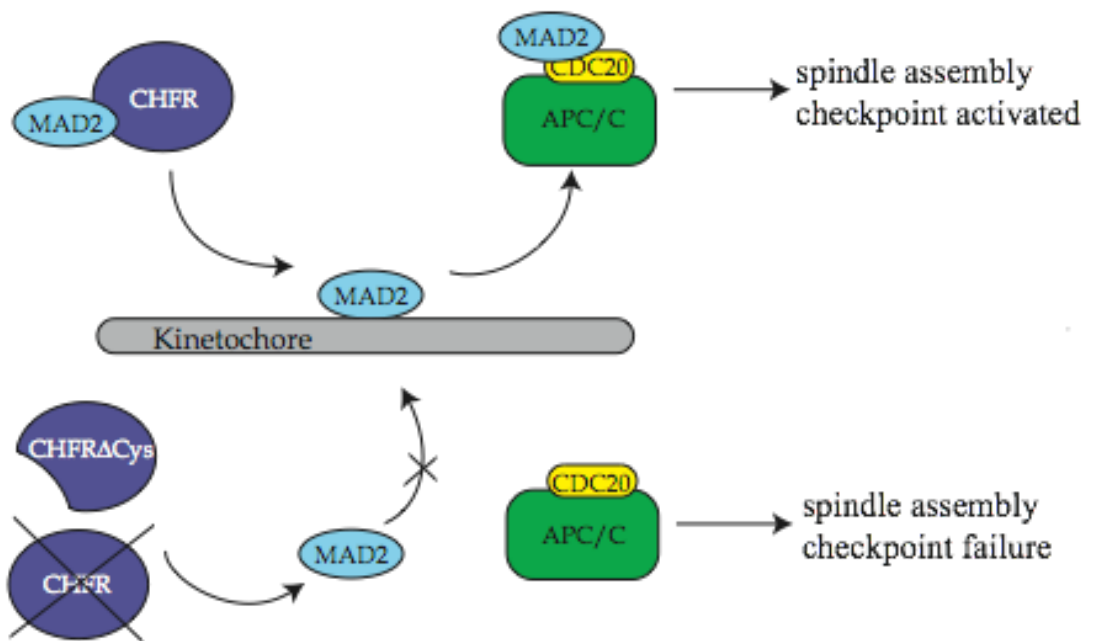 MAD2
CDC20
APC/C
spindle assembly
checkpoint activated
CHFR
MAD2
MAD2
Kinetochore
CHFRΔCys
CHFR
MAD2
CDC20
APC/C
spindle assembly
checkpoint failure